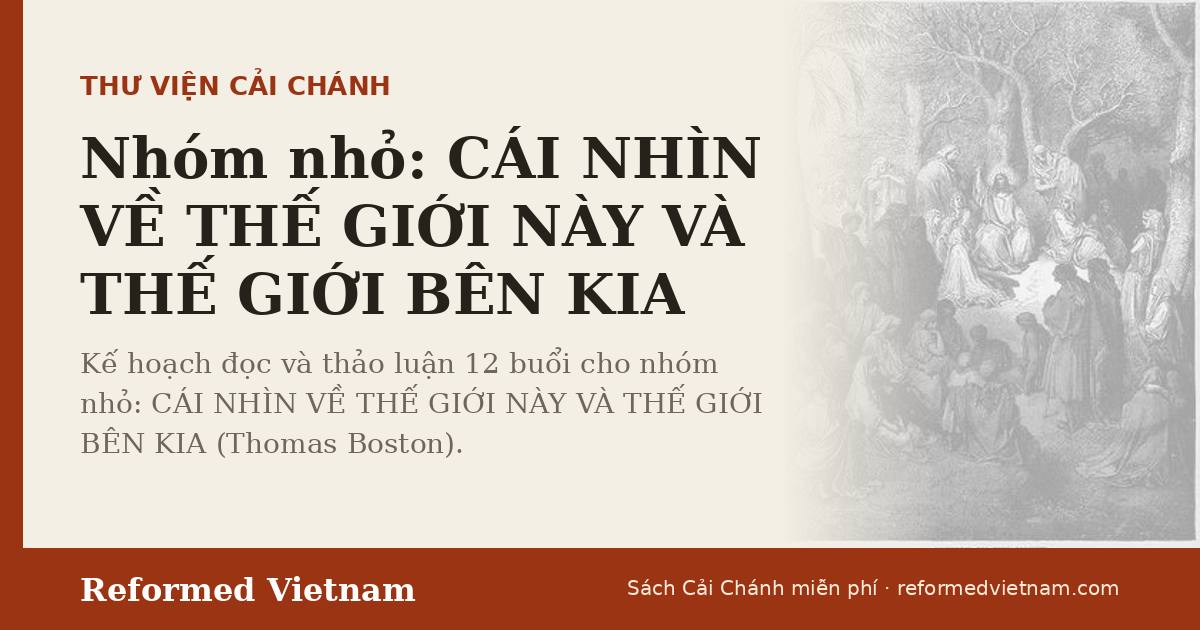 THƯ VIỆN CẢI CHÁNH
Nhóm nhỏ: CÁI NHÌN
VỀ THẾ GIỚI NÀY VÀ
THẾ GIỚI BÊN KIA
Kế hoạch đọc và thảo luận 12 buổi cho nhóm
nhỏ: CÁI NHÌN VỀ THẾ GIỚI NÀY VÀ THẾ GIỚI
BÊN KIA (Thomas Boston).
Reformed Vietnam
Sách Cải Chánh miễn phí · reformedvietnam.com